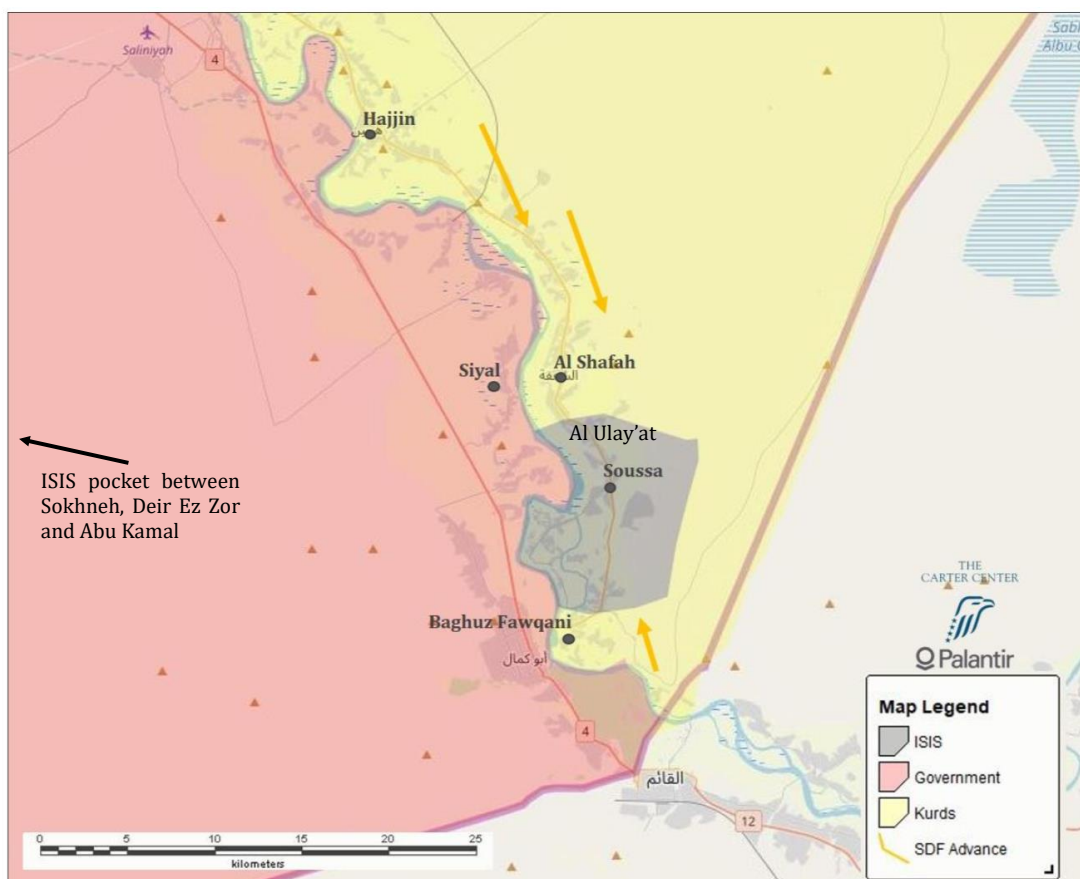 Saliniyah
4
Hajjin
هجين
Siyal
Al Shafah
Al Ulay’at
Soussa
ISIS pocket between
Sokhneh, Deir Ez Zor
and Abu Kamal
Baghuz Fawqani
أبو كمال
4
القائم
12
THE
CARTER CENTER
Palantir
Map Legend
ISIS
Government
Kurds
SDF Advance
0 5 10 15 20 25
kilometers